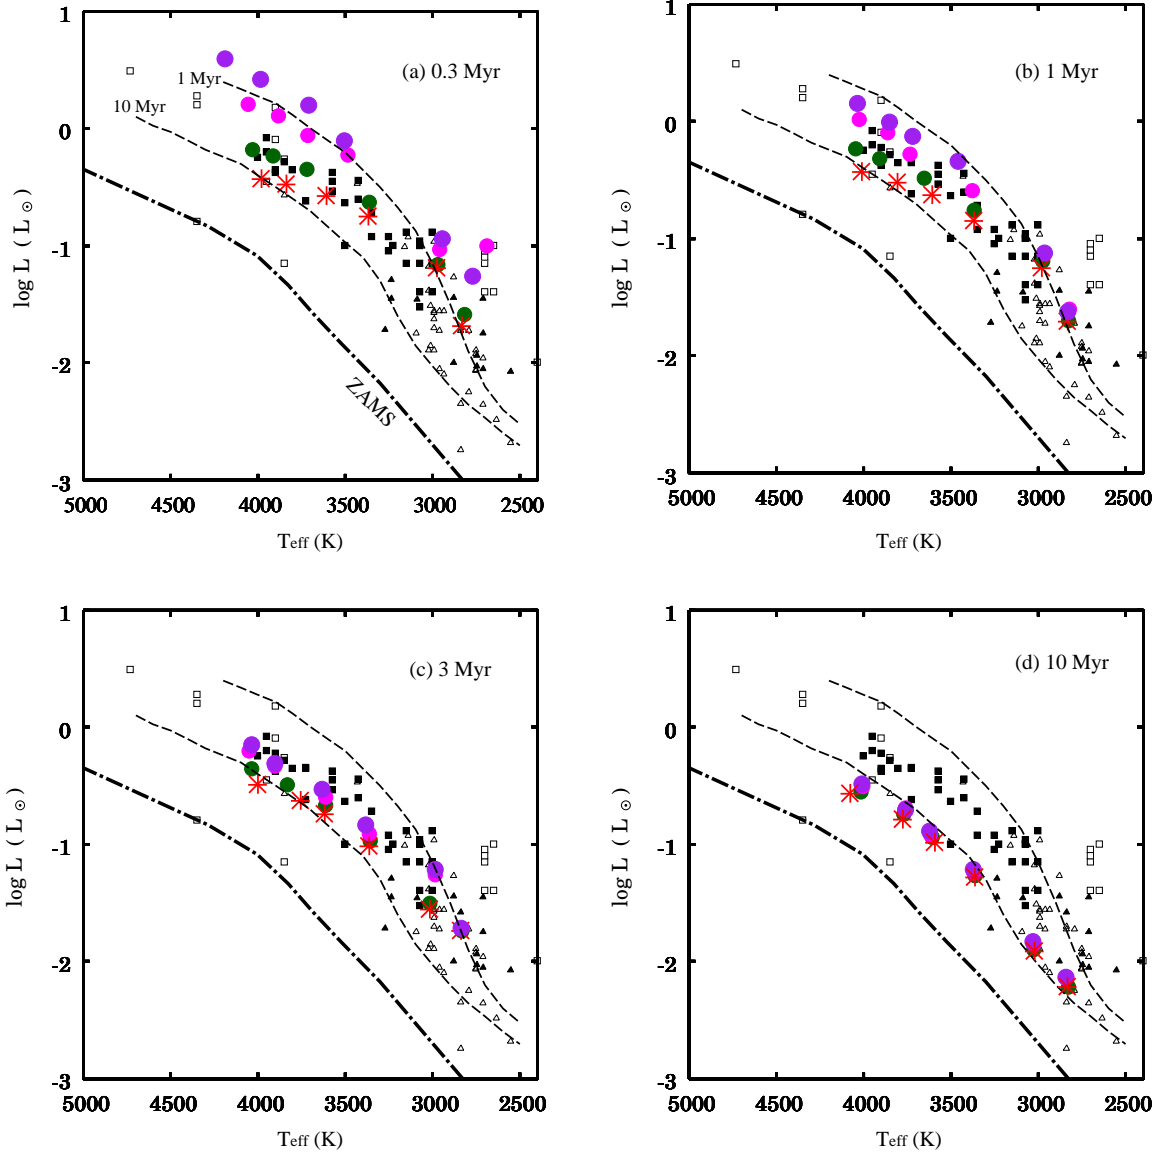 1
0
-1
-2
-3
log L ( L ⊙ )
(a) 0.3 Myr
1 Myr
10 Myr
ZAMS
5000 4500 4000 3500 3000 2500
Teff (K)
1
0
-1
-2
-3
log L ( L ⊙ )
(b) 1 Myr
5000 4500 4000 3500 3000 2500
Teff (K)
1
0
-1
-2
-3
log L ( L ⊙ )
(c) 3 Myr
5000 4500 4000 3500 3000 2500
Teff (K)
1
0
-1
-2
-3
log L ( L ⊙ )
(d) 10 Myr
5000 4500 4000 3500 3000 2500
Teff (K)